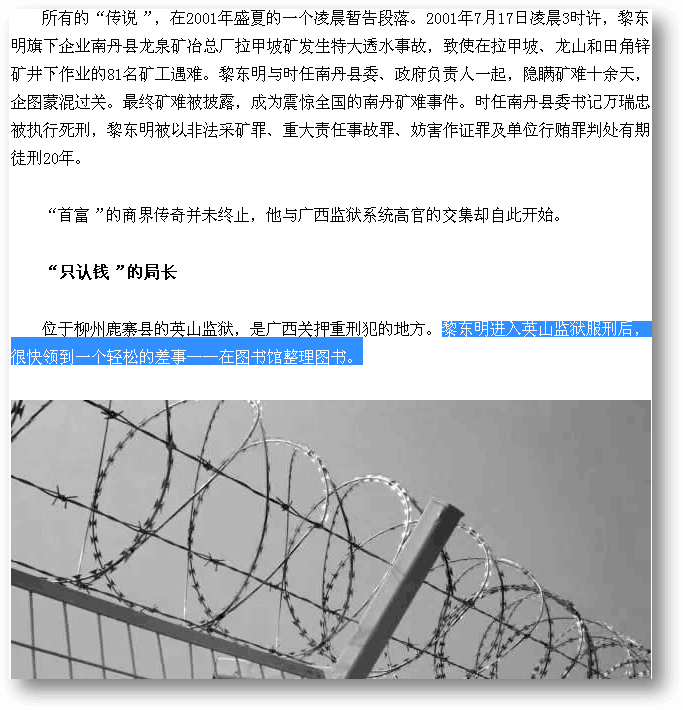 所有的“传说”，在2001年盛夏的一个凌晨暂告段落。2001年7月17日凌晨3时许，黎东
明旗下企业南丹县龙泉矿冶总厂拉甲坡矿发生特大透水事故，致使在拉甲坡、龙山和田角锌
矿井下作业的81名矿工遇难。黎东明与时任南丹县委、政府负责人一起，隐瞒矿难十余天，
企图蒙混过关。最终矿难被披露，成为震惊全国的南丹矿难事件。时任南丹县委书记万瑞忠
被执行死刑，黎东明被以非法采矿罪、重大责任事故罪、妨害作证罪及单位行贿罪判处有期
徒刑20年。
“首富”的商界传奇并未终止，他与广西监狱系统高官的交集却自此开始。
“只认钱”的局长
位于柳州鹿寨县的英山监狱，是广西关押重刑犯的地方。黎东明进入英山监狱服刑后，
很快领到一个轻松的差事——在图书馆整理图书。